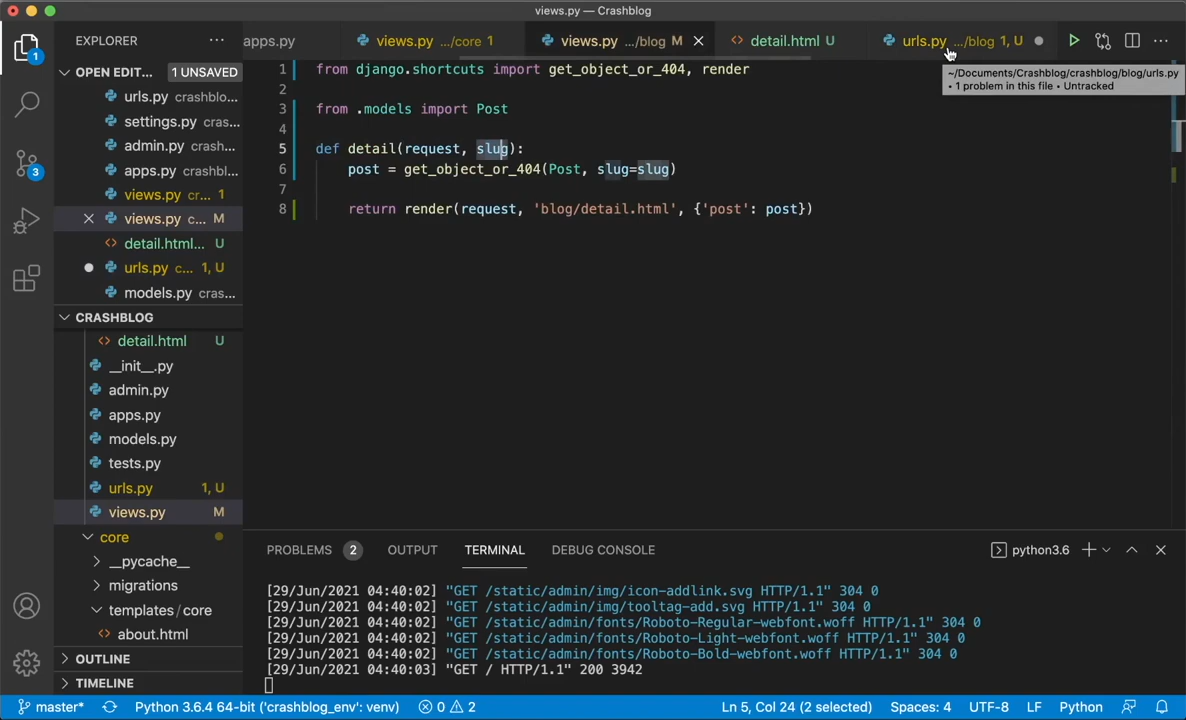 views.py — Crashblog
EXPLORER
apps.py
views.py .../core 1
views.py .../blog M
detail.html U
urls.py .../blog 1, U
~/Documents/Crashblog/crashblog/blog/urls.py
• 1 problem in this file • Untracked
OPEN EDIT... 1 UNSAVED
urls.py crashblo...
settings.py cras...
admin.py crash...
apps.py crashbl...
views.py cr... 1
views.py c... M
detail.html... U
urls.py c... 1, U
models.py cras...
CRASHBLOG
detail.html U
__init__.py
admin.py
apps.py
models.py
tests.py
urls.py 1, U
views.py M
core
__pycache__
migrations
templates/core
about.html
OUTLINE
TIMELINE
1
3
1 from django.shortcuts import get_object_or_404, render
2
3 from .models import Post
4
5 def detail(request, slug):
6 post = get_object_or_404(Post, slug=slug)
7
8 return render(request, 'blog/detail.html', {'post': post})
PROBLEMS 2 OUTPUT TERMINAL DEBUG CONSOLE
python3.6
[29/Jun/2021 04:40:02] "GET /static/admin/img/icon-addlink.svg HTTP/1.1" 304 0
[29/Jun/2021 04:40:02] "GET /static/admin/img/tooltag-add.svg HTTP/1.1" 304 0
[29/Jun/2021 04:40:02] "GET /static/admin/fonts/Roboto-Regular-webfont.woff HTTP/1.1" 304 0
[29/Jun/2021 04:40:02] "GET /static/admin/fonts/Roboto-Light-webfont.woff HTTP/1.1" 304 0
[29/Jun/2021 04:40:02] "GET /static/admin/fonts/Roboto-Bold-webfont.woff HTTP/1.1" 304 0
[29/Jun/2021 04:40:03] "GET / HTTP/1.1" 200 3942
master* Python 3.6.4 64-bit ('crashblog_env': venv) 0 2 Ln 5, Col 24 (2 selected) Spaces: 4 UTF-8 LF Python